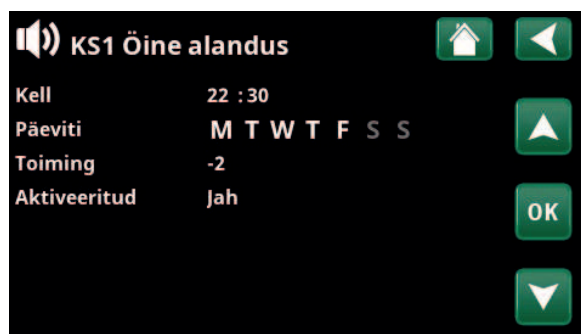 KS1 Öine alandus
Kell 22 :30
Päeviti M T W T F S S
Toiming -2
Aktiveeritud Jah
OK